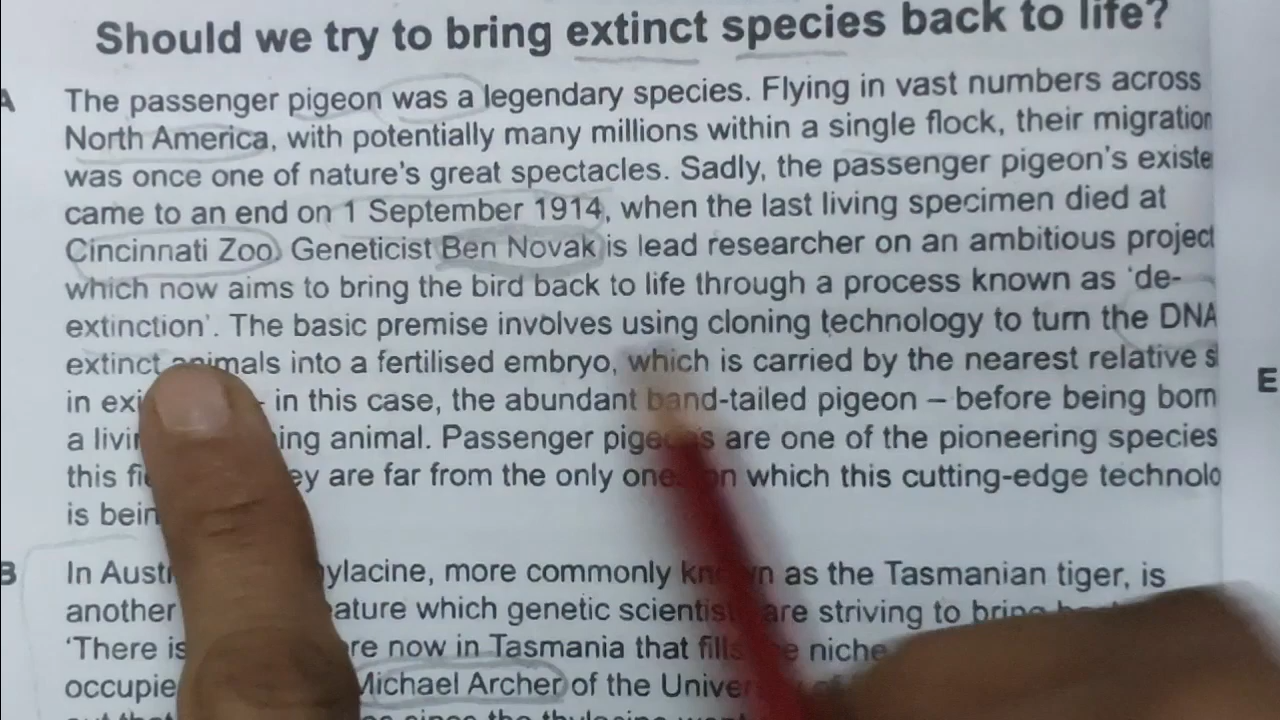 Should we try to bring extinct species back to life?
A
The passenger pigeon was a legendary species. Flying in vast numbers across
North America, with potentially many millions within a single flock, their migration
was once one of nature's great spectacles. Sadly, the passenger pigeon's existe
came to an end on 1 September 1914, when the last living specimen died at
Cincinnati Zoo. Geneticist Ben Novak is lead researcher on an ambitious project
which now aims to bring the bird back to life through a process known as 'de-
extinction'. The basic premise involves using cloning technology to turn the DNA
extinct animals into a fertilised embryo, which is carried by the nearest relative s
in exi – in this case, the abundant band-tailed pigeon – before being born
a livin ing animal. Passenger pigeons are one of the pioneering species
this fi ey are far from the only one on which this cutting-edge technolo
is bein
E
B
In Aust ylacine, more commonly known as the Tasmanian tiger, is
another ature which genetic scientists are striving to bring
'There is re now in Tasmania that fills the niche
occupie Michael Archer of the Univer of
since the thylacine